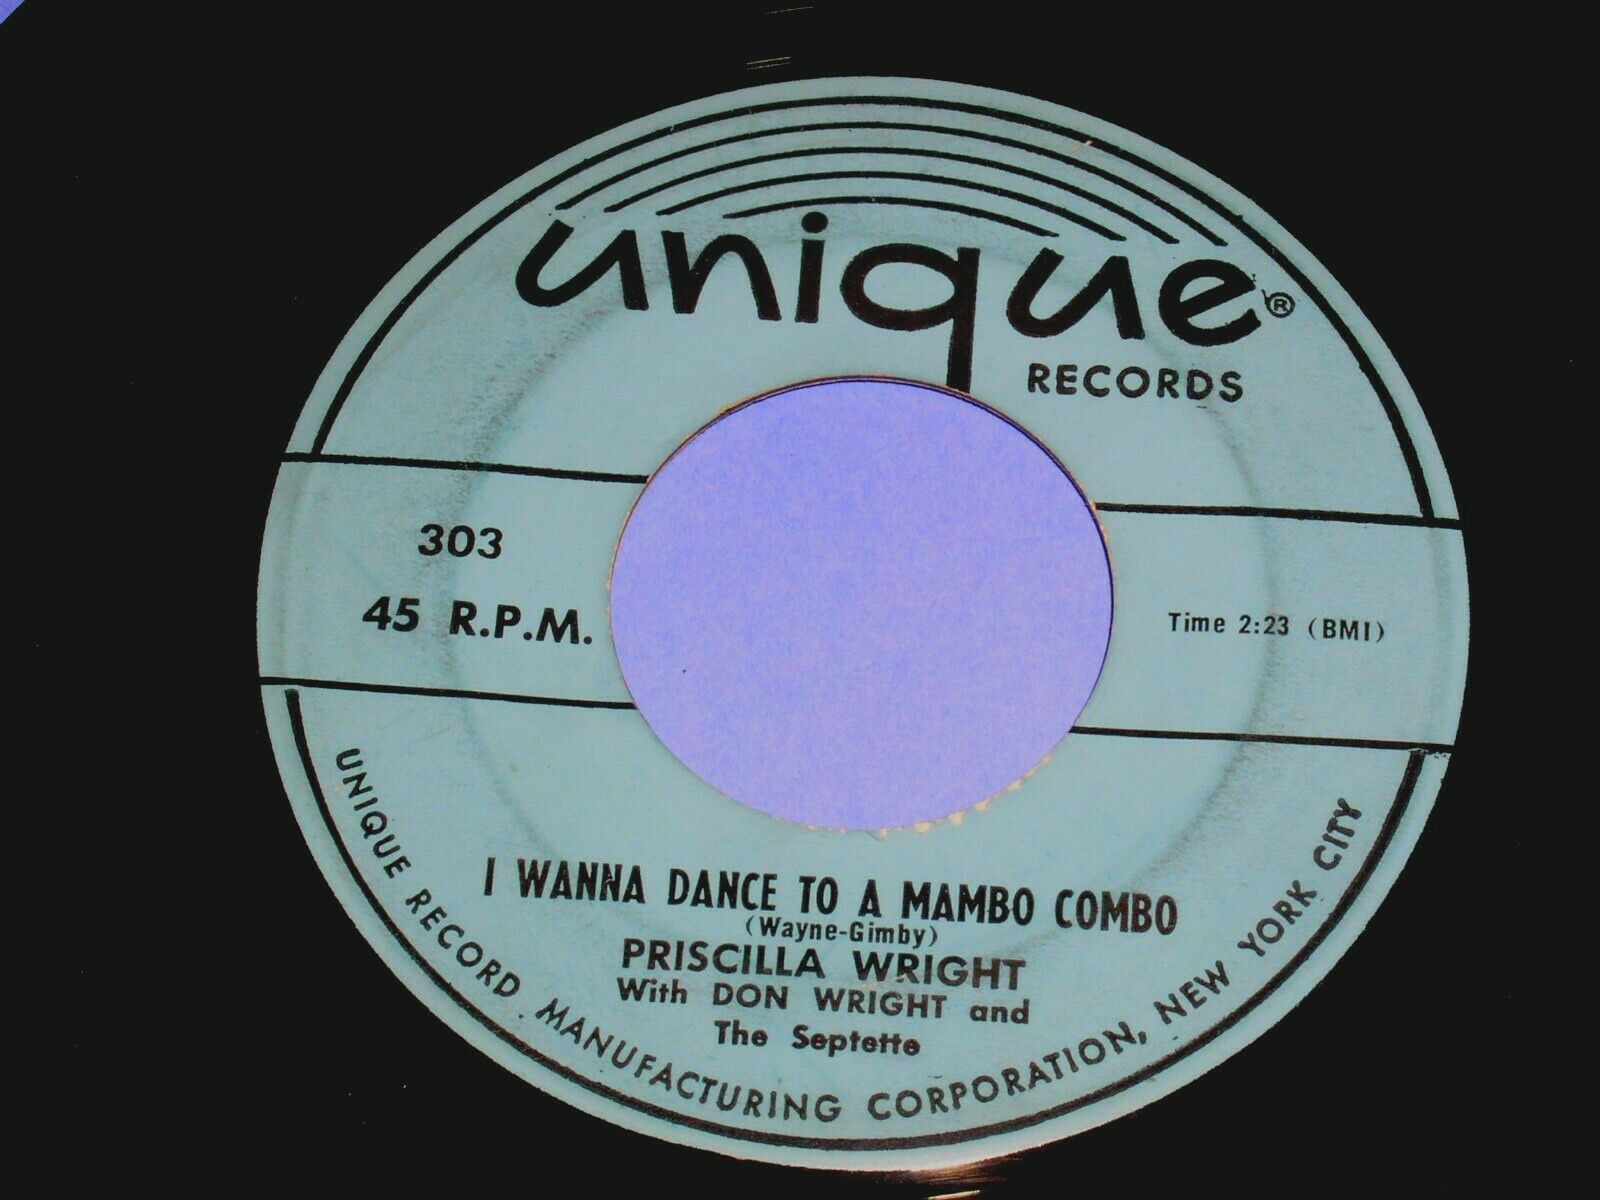 unique®
RECORDS
303
45 R.P.M.
Time 2:23 (BMI)
I WANNA DANCE TO A MAMBO COMBO
(Wayne-Gimby)
PRISCILLA WRIGHT
With DON WRIGHT and
The Septette
UNIQUE RECORD MANUFACTURING CORPORATION, NEW YORK CITY